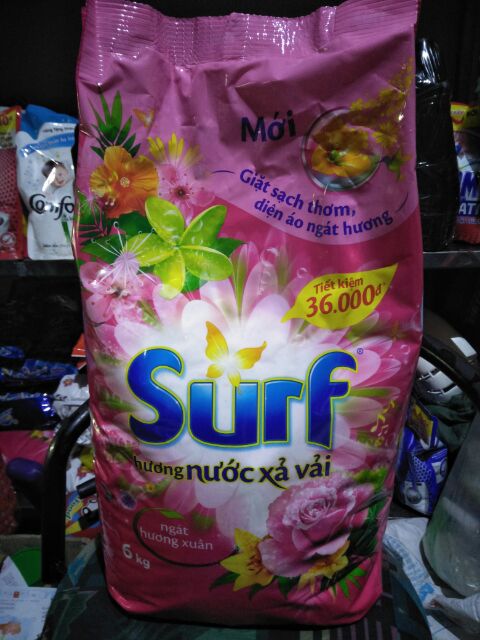 Mới
Giặt sạch thơm,
diện áo ngát hương
Tiết kiệm
36.000đ
Surf
hương nước xả vải
ngát
hương xuân
6 kg